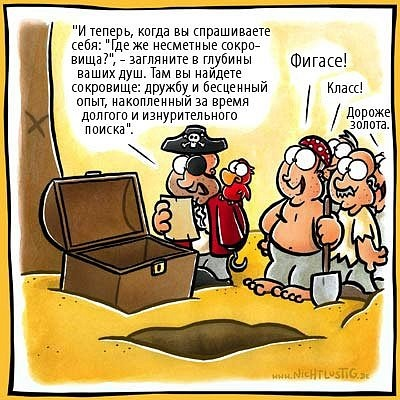 "И теперь, когда вы спрашиваете
себя: "Где же несметные сокро-
вища?", - загляните в глубины
ваших душ. Там вы найдете
сокровище: дружбу и бесценный
опыт, накопленный за время
долгого и изнурительного
поиска".
Фигасе!
Класс!
Дороже
золота.
www.NICHTLUSTIG.DE